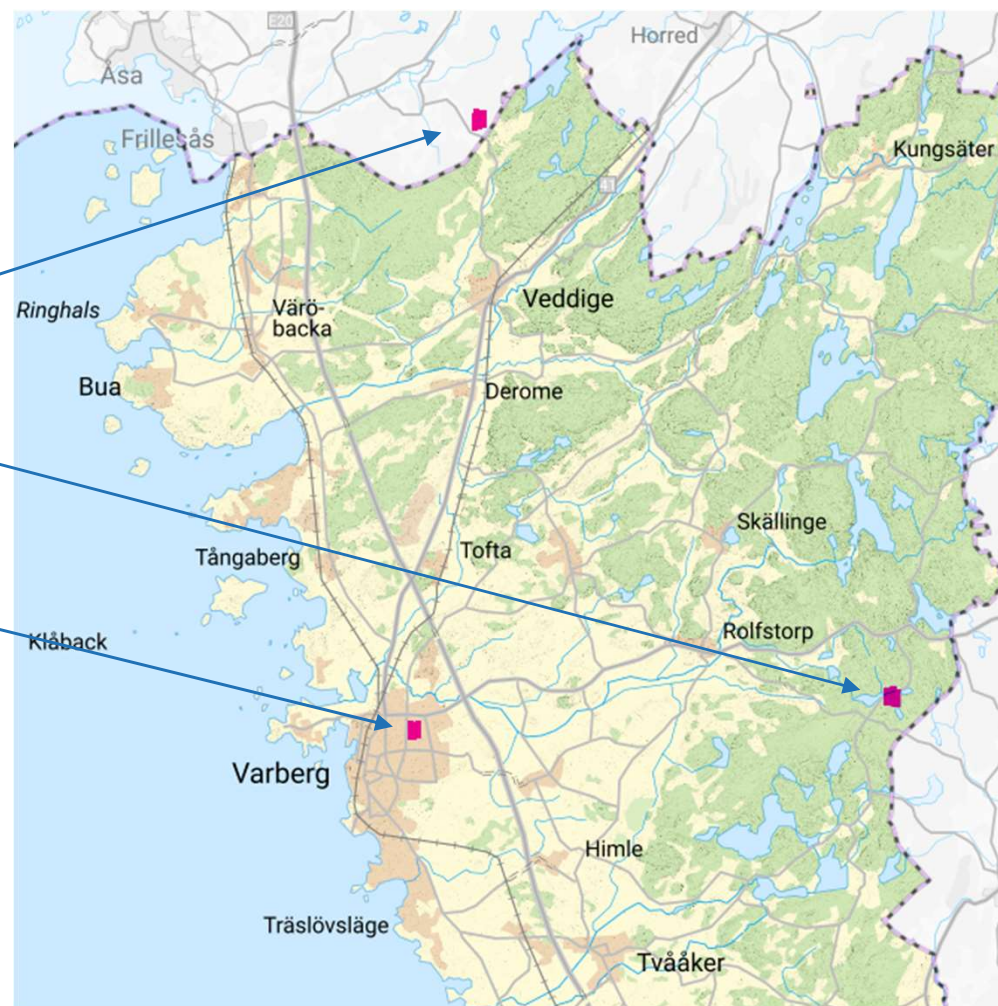 E20
Horred
Åsa
Frillesås
Kungsäter
41
Ringhals
Värö-
backa
Veddige
Bua
Derome
Skällinge
Tångaberg
Tofta
Klåback
Rolfstorp
Varberg
Himle
Träslövsläge
Tvååker